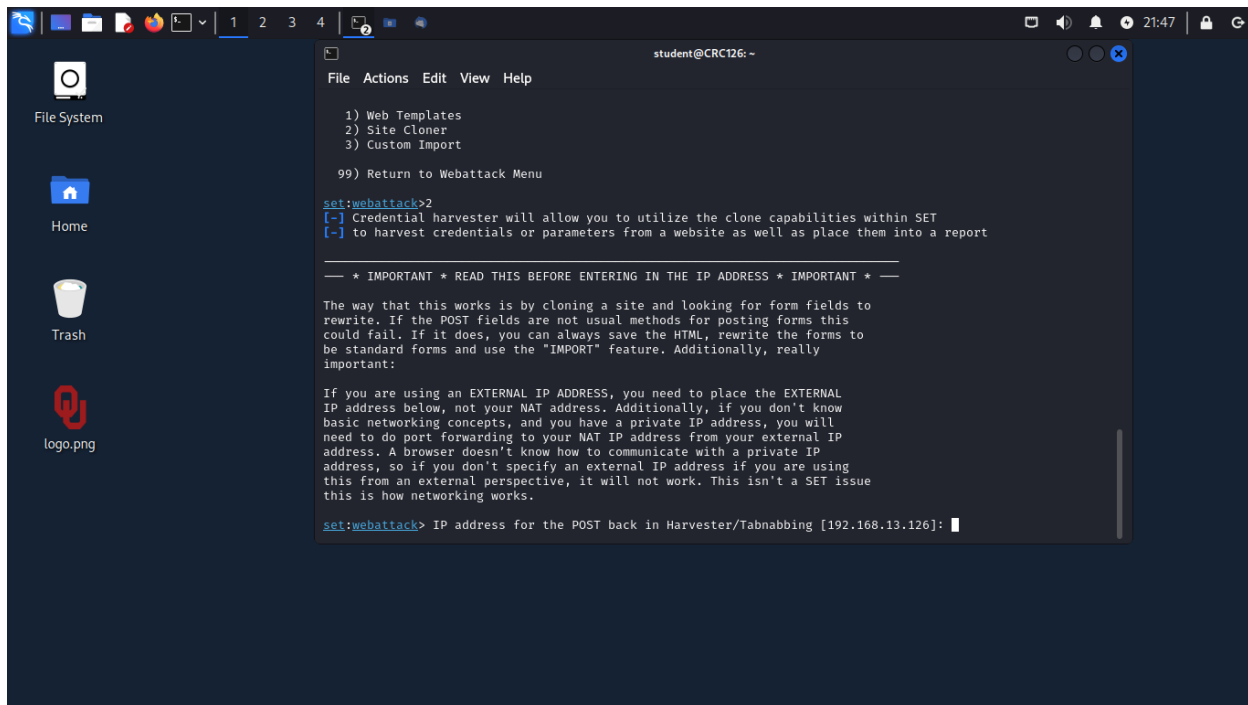 1 2 3 4 2 21:47
student@CRC126: ~
File Actions Edit View Help
File System
Home
Trash
OU
logo.png
1) Web Templates
2) Site Cloner
3) Custom Import
99) Return to Webattack Menu
set:webattack>2
[-] Credential harvester will allow you to utilize the clone capabilities within SET
[-] to harvest credentials or parameters from a website as well as place them into a report
--- * IMPORTANT * READ THIS BEFORE ENTERING IN THE IP ADDRESS * IMPORTANT * ---
The way that this works is by cloning a site and looking for form fields to
rewrite. If the POST fields are not usual methods for posting forms this
could fail. If it does, you can always save the HTML, rewrite the forms to
be standard forms and use the "IMPORT" feature. Additionally, really
important:
If you are using an EXTERNAL IP ADDRESS, you need to place the EXTERNAL
IP address below, not your NAT address. Additionally, if you don't know
basic networking concepts, and you have a private IP address, you will
need to do port forwarding to your NAT IP address from your external IP
address. A browser doesn't know how to communicate with a private IP
address, so if you don't specify an external IP address if you are using
this from an external perspective, it will not work. This isn't a SET issue
this is how networking works.
set:webattack> IP address for the POST back in Harvester/Tabnabbing [192.168.13.126]: